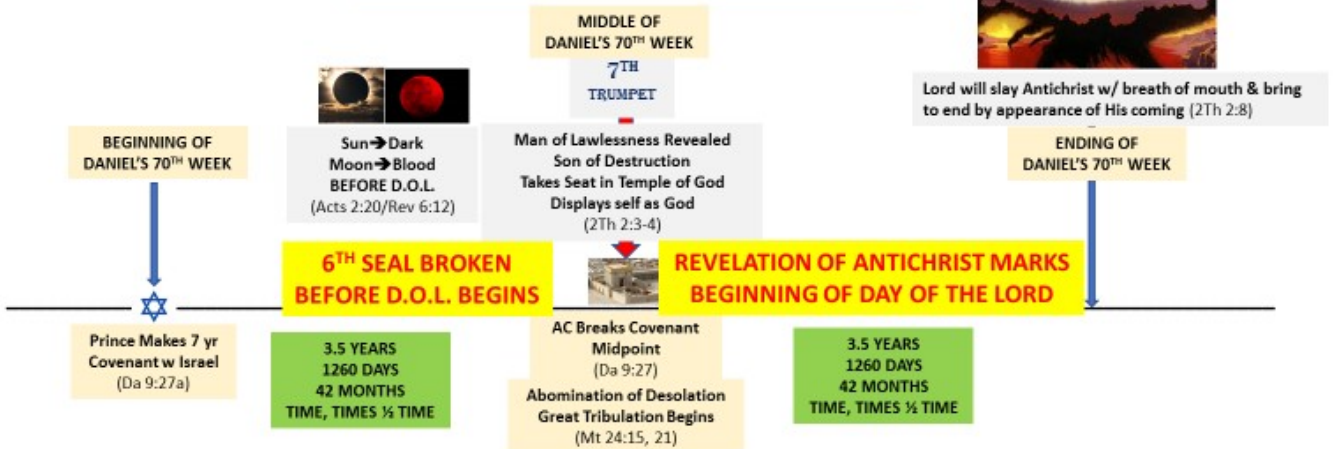 MIDDLE OF
DANIEL'S 70TH WEEK
7TH
TRUMPET
Lord will slay Antichrist w/ breath of mouth & bring
to end by appearance of His coming (2Th 2:8)
BEGINNING OF
DANIEL'S 70TH WEEK
Sun➔Dark
Moon➔Blood
BEFORE D.O.L.
(Acts 2:20/Rev 6:12)
Man of Lawlessness Revealed
Son of Destruction
Takes Seat in Temple of God
Displays self as God
(2Th 2:3-4)
ENDING OF
DANIEL'S 70TH WEEK
6TH SEAL BROKEN
BEFORE D.O.L. BEGINS
REVELATION OF ANTICHRIST MARKS
BEGINNING OF DAY OF THE LORD
Prince Makes 7 yr
Covenant w Israel
(Da 9:27a)
3.5 YEARS
1260 DAYS
42 MONTHS
TIME, TIMES ½ TIME
AC Breaks Covenant
Midpoint
(Da 9:27)
Abomination of Desolation
Great Tribulation Begins
(Mt 24:15, 21)
3.5 YEARS
1260 DAYS
42 MONTHS
TIME, TIMES ½ TIME